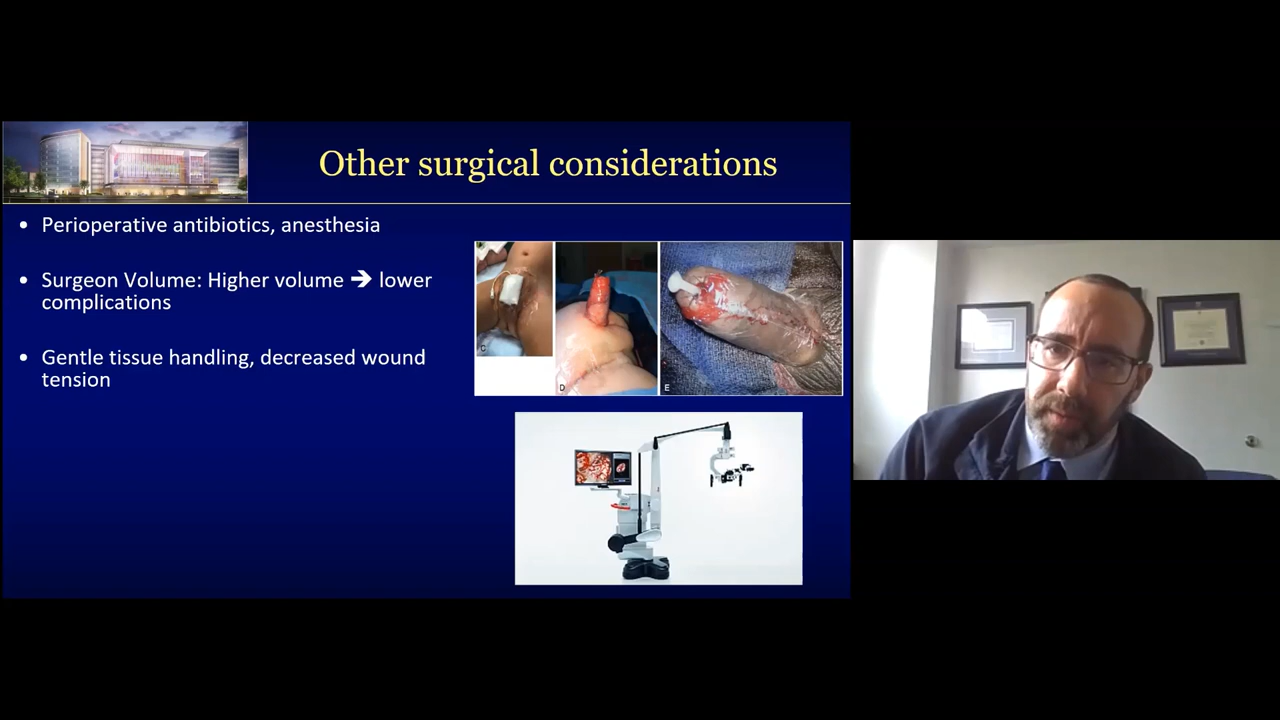 Other surgical considerations
• Perioperative antibiotics, anesthesia
• Surgeon Volume: Higher volume ➔ lower
complications
• Gentle tissue handling, decreased wound
tension
C
D
E